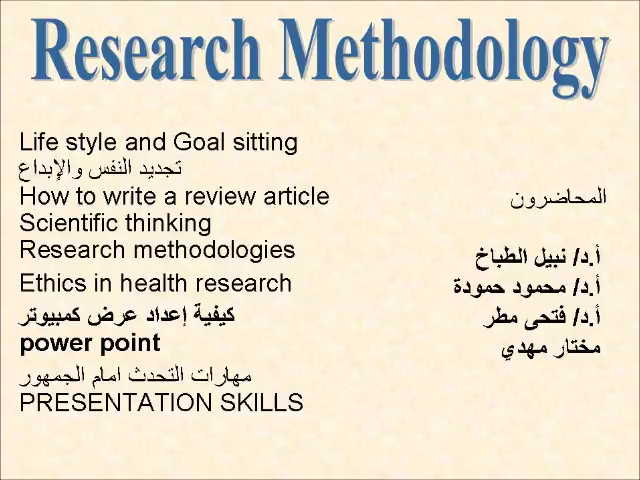 Research Methodology
Life style and Goal sitting
تجديد النفس والإبداع
How to write a review article
Scientific thinking
Research methodologies
Ethics in health research
كيفية إعداد عرض كمبيوتر
power point
مهارات التحدث امام الجمهور
PRESENTATION SKILLS
المحاضرون
أ.د/ نبيل الطباخ
أ.د/ محمود حمودة
أ.د/ فتحى مطر
مختار مهدي